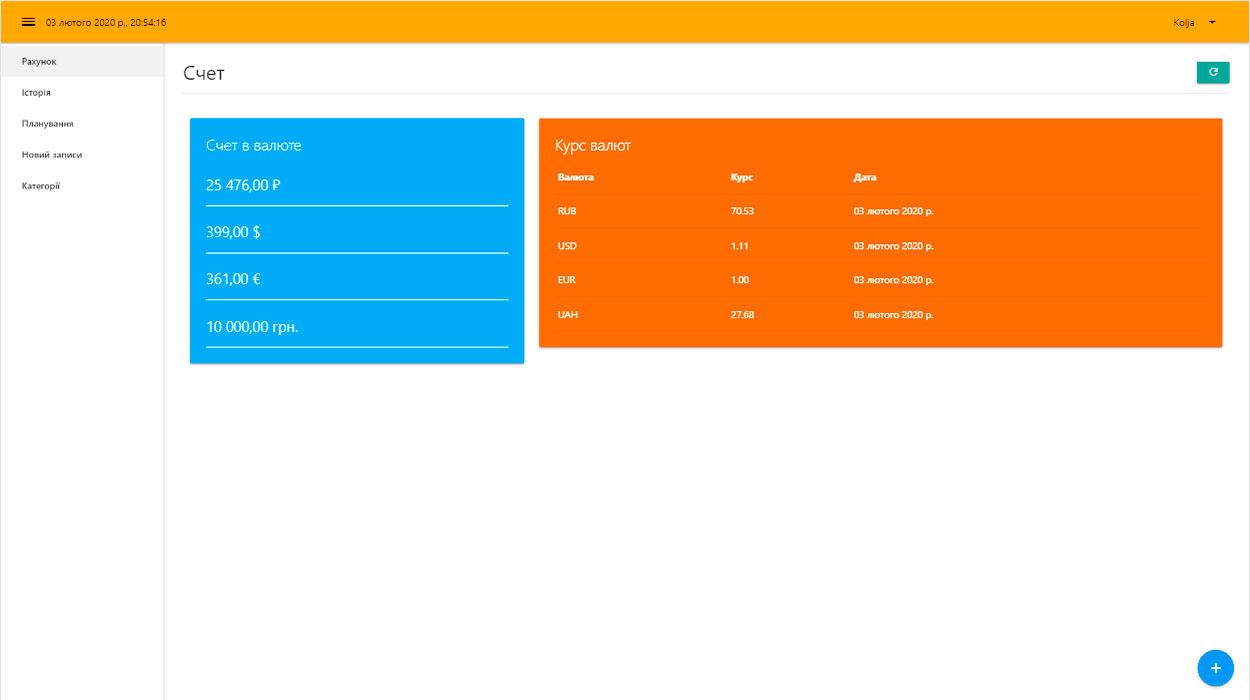 03 лютого 2020 р., 20:54:16
Kolja
Рахунок
Історія
Планування
Новий записи
Категорії
Счет
Счет в валюте
25 476,00 ₽
399,00 $
361,00 €
10 000,00 грн.
Курс валют
Валюта Курс Дата
RUB 70.53 03 лютого 2020 р.
USD 1.11 03 лютого 2020 р.
EUR 1.00 03 лютого 2020 р.
UAH 27.68 03 лютого 2020 р.